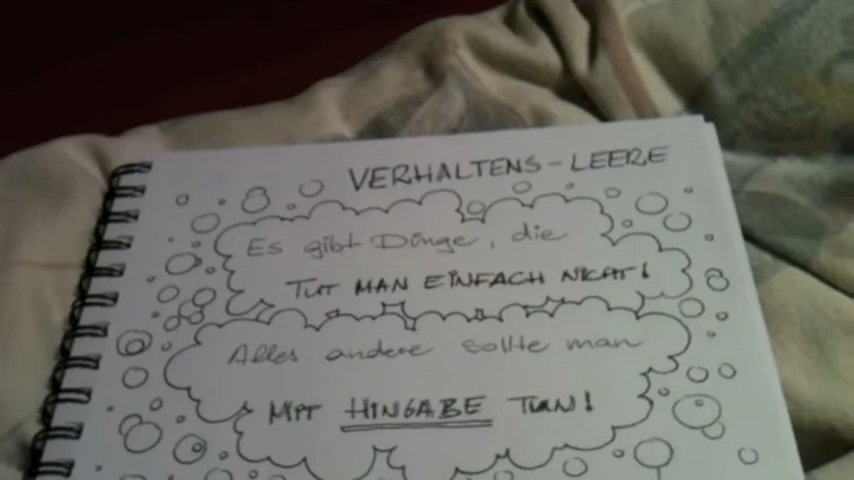 VERHALTENS-LEERE
Es gibt Dinge, die
TUT MAN EINFACH NICHT!
Alles andere sollte man
MIT HINGABE TUN!